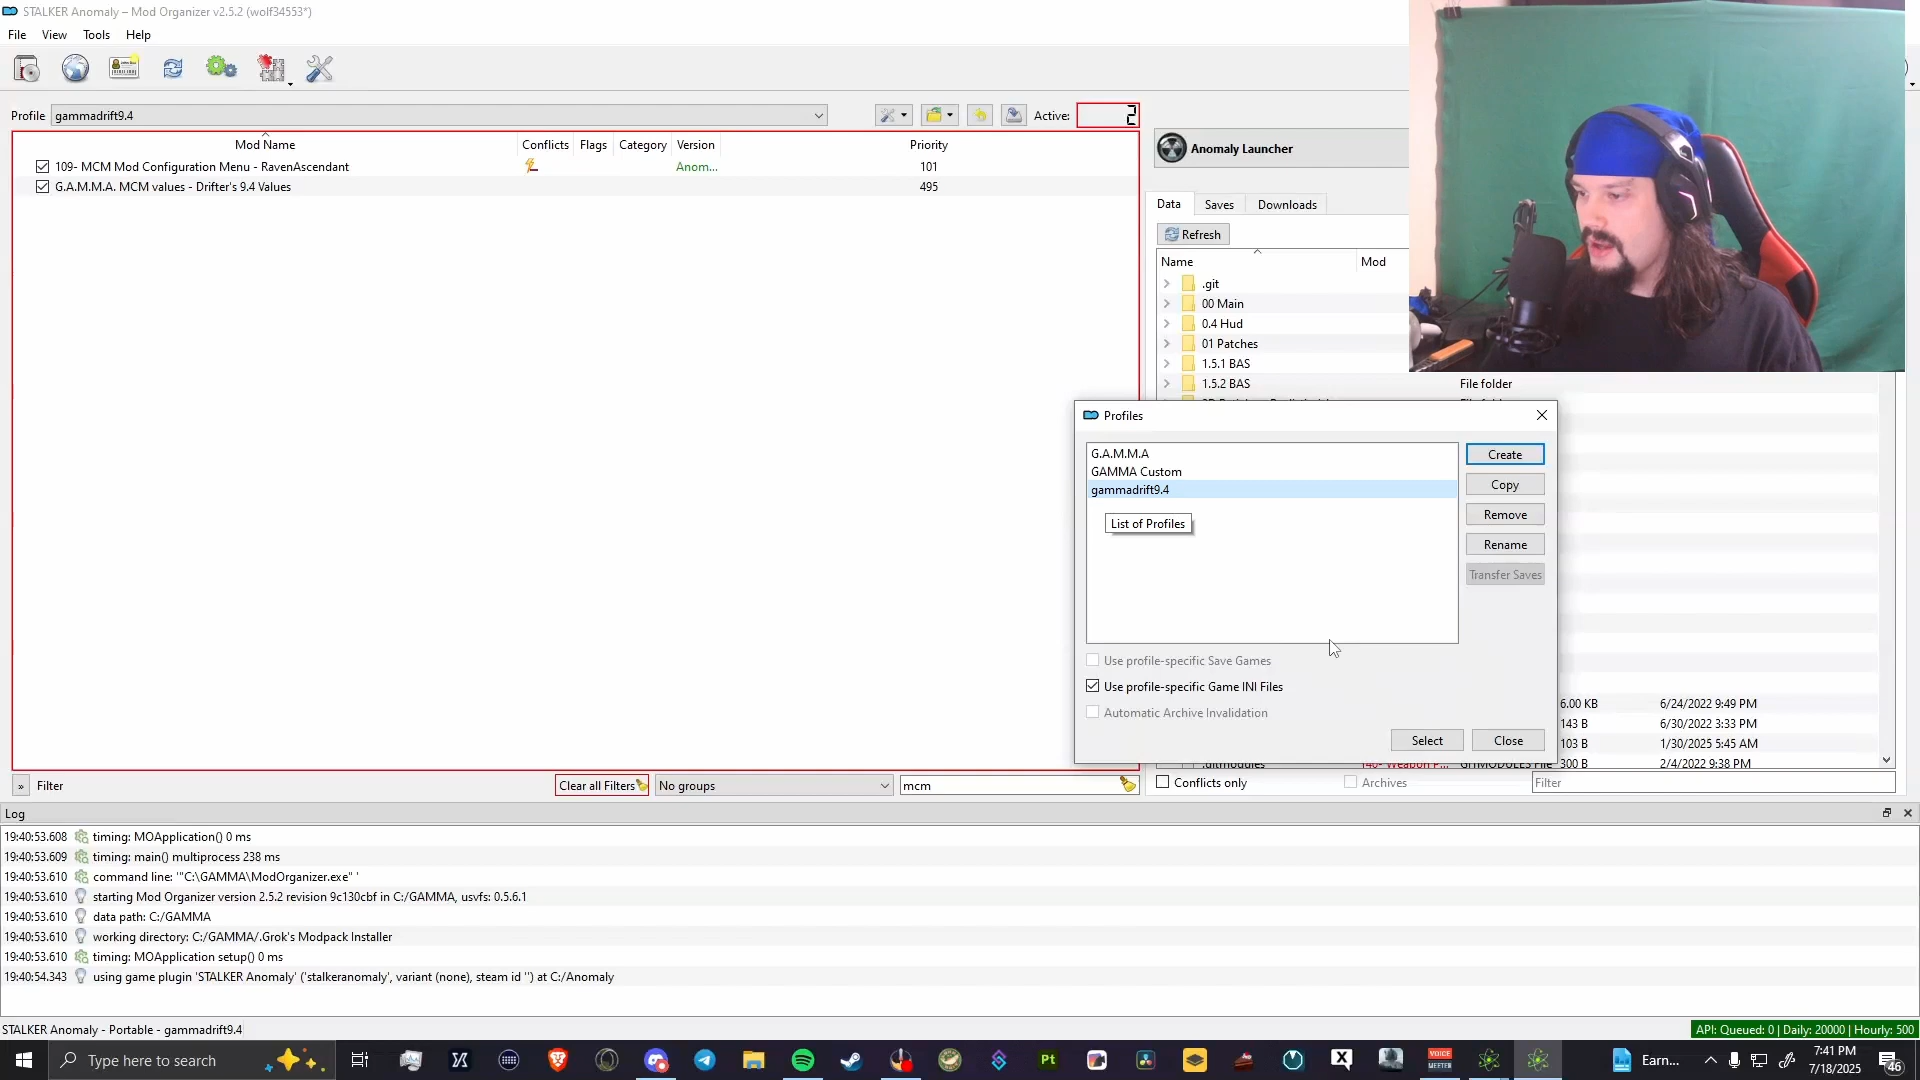 STALKER Anomaly – Mod Organizer v2.5.2 (wolf34553*)
File View Tools Help
Profile gammadrift9.4 Active: 2
Mod Name Conflicts Flags Category Version Priority
109- MCM Mod Configuration Menu - RavenAscendant Anom... 101
G.A.M.M.A. MCM values - Drifter's 9.4 Values 495
Anomaly Launcher
Data Saves Downloads
Refresh
Name Mod
.git
00 Main
0.4 Hud
01 Patches
1.5.1 BAS
1.5.2 BAS File folder
Profiles
G.A.M.M.A
GAMMA Custom
gammadrift9.4
List of Profiles
Create
Copy
Remove
Rename
Transfer Saves
Use profile-specific Save Games
Use profile-specific Game INI Files
Automatic Archive Invalidation
Select Close
6.00 KB 6/24/2022 9:49 PM
143 B 6/30/2022 3:33 PM
103 B 1/30/2025 5:45 AM
300 B 2/4/2022 9:38 PM
» Filter Clear all Filters No groups mcm
Conflicts only Archives Filter
Log
19:40:53.608 timing: MOApplication() 0 ms
19:40:53.609 timing: main() multiprocess 238 ms
19:40:53.610 command line: '"C:\GAMMA\ModOrganizer.exe" '
19:40:53.610 starting Mod Organizer version 2.5.2 revision 9c130cbf in C:/GAMMA, usvfs: 0.5.6.1
19:40:53.610 data path: C:/GAMMA
19:40:53.610 working directory: C:/GAMMA/.Grok's Modpack Installer
19:40:53.610 timing: MOApplication setup() 0 ms
19:40:54.343 using game plugin 'STALKER Anomaly' ('stalkeranomaly', variant (none), steam id '') at C:/Anomaly
STALKER Anomaly - Portable - gammadrift9.4
API: Queued: 0 | Daily: 20000 | Hourly: 500
Type here to search
Pt
VOICE MEETER
Earn...
7:41 PM
7/18/2025
46